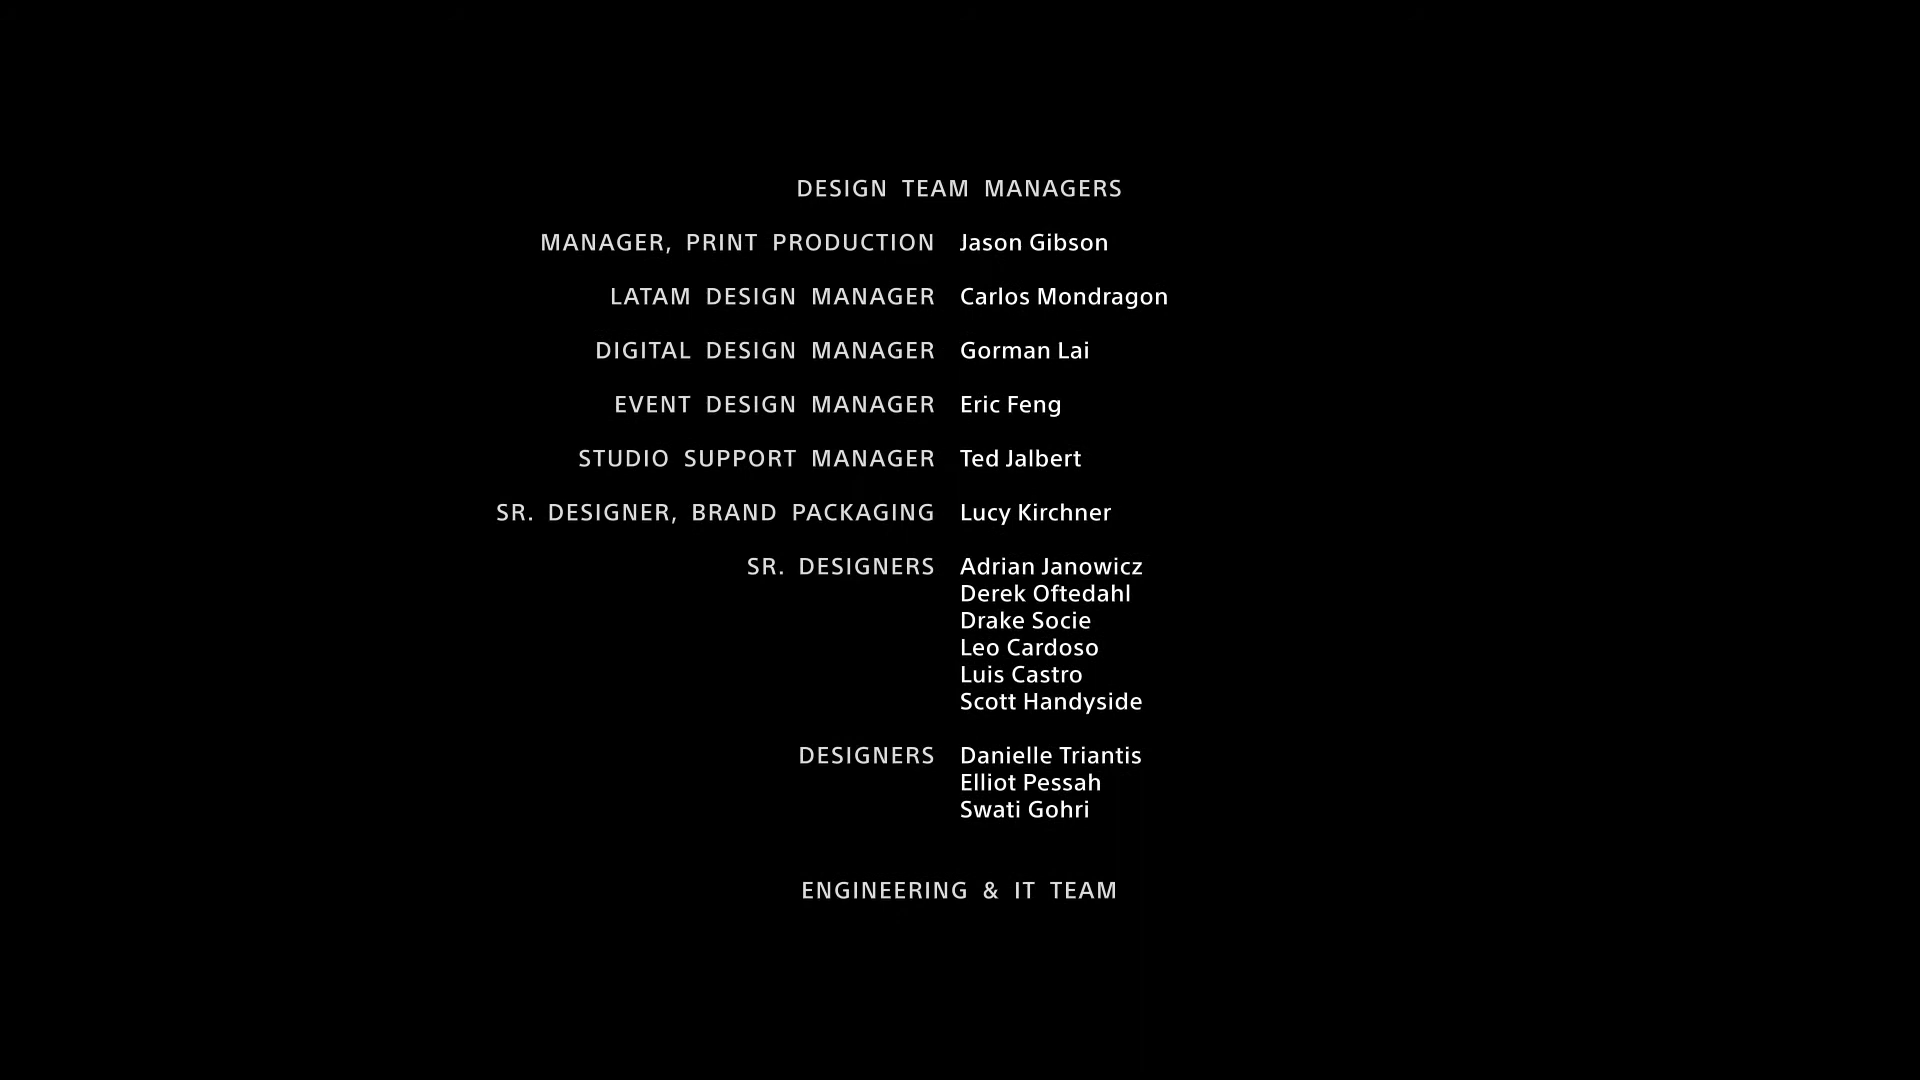 DESIGN TEAM MANAGERS
MANAGER, PRINT PRODUCTION Jason Gibson
LATAM DESIGN MANAGER Carlos Mondragon
DIGITAL DESIGN MANAGER Gorman Lai
EVENT DESIGN MANAGER Eric Feng
STUDIO SUPPORT MANAGER Ted Jalbert
SR. DESIGNER, BRAND PACKAGING Lucy Kirchner
SR. DESIGNERS Adrian Janowicz
Derek Oftedahl
Drake Socie
Leo Cardoso
Luis Castro
Scott Handyside
DESIGNERS Danielle Triantis
Elliot Pessah
Swati Gohri
ENGINEERING & IT TEAM